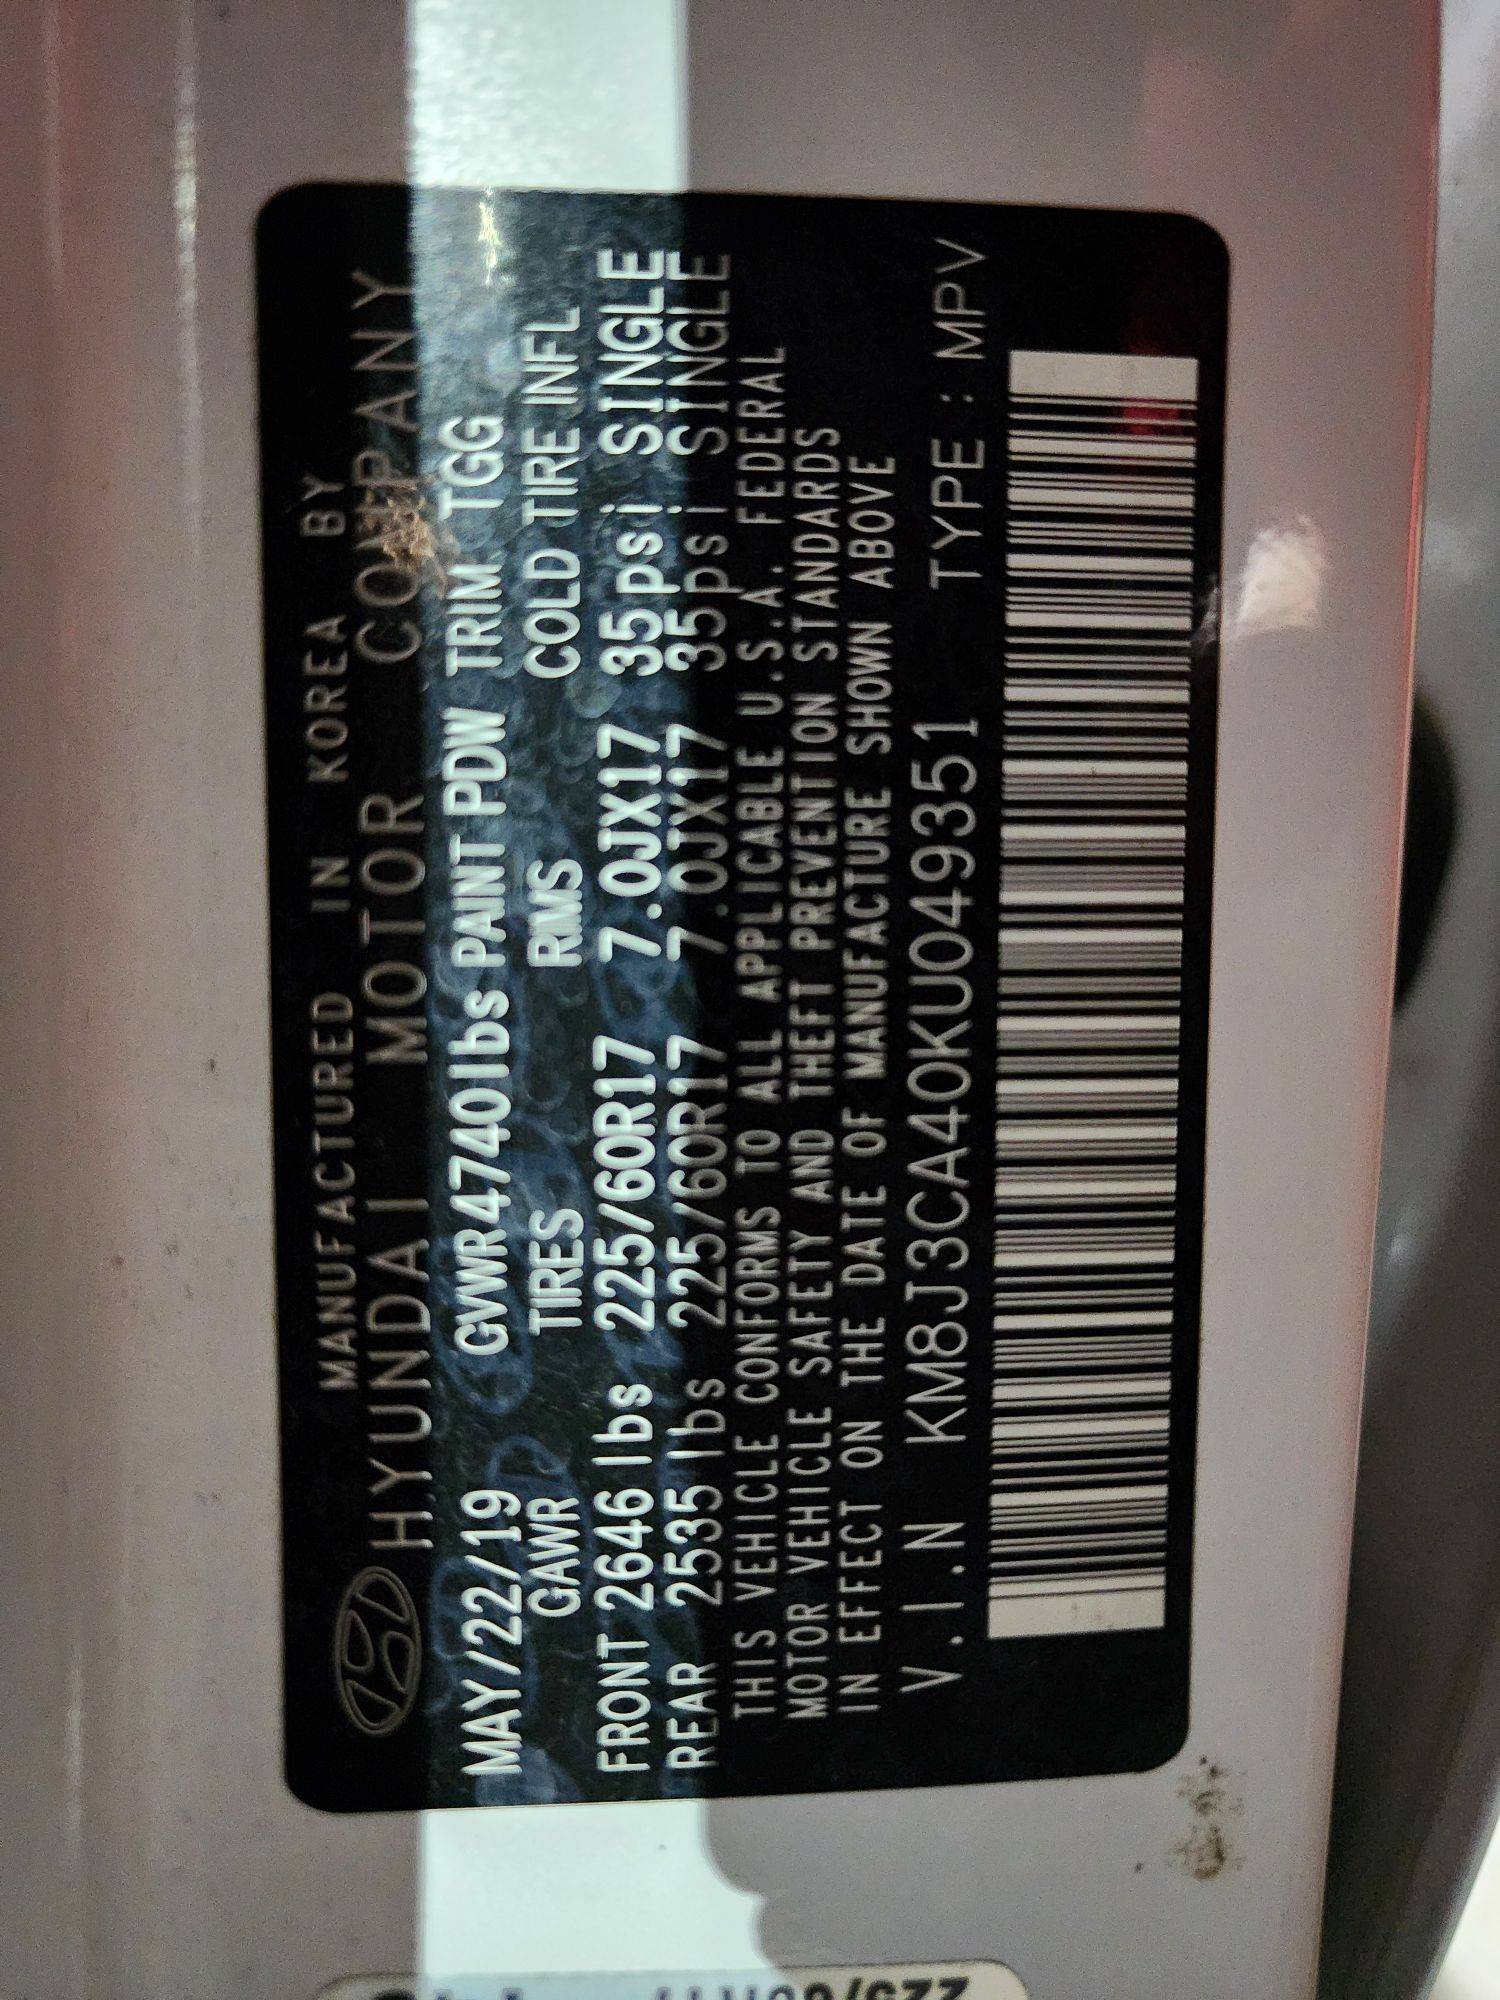 MANUFACTURED IN KOREA BY
HYUNDAI MOTOR COMPANY
MAY/22/19 GVWR4740lbs PAINT PDW TRIM TGG
GAWR TIRES RIMS COLD TIRE INFL
FRONT 2646 lbs 225/60R17 7.0JX17 35psi SINGLE
REAR 2535 lbs 225/60R17 7.0JX17 35psi SINGLE
THIS VEHICLE CONFORMS TO ALL APPLICABLE U.S.A. FEDERAL
MOTOR VEHICLE SAFETY AND THEFT PREVENTION STANDARDS
IN EFFECT ON THE DATE OF MANUFACTURE SHOWN ABOVE
V.I.N KM8J3CA40KU049351 TYPE : MPV